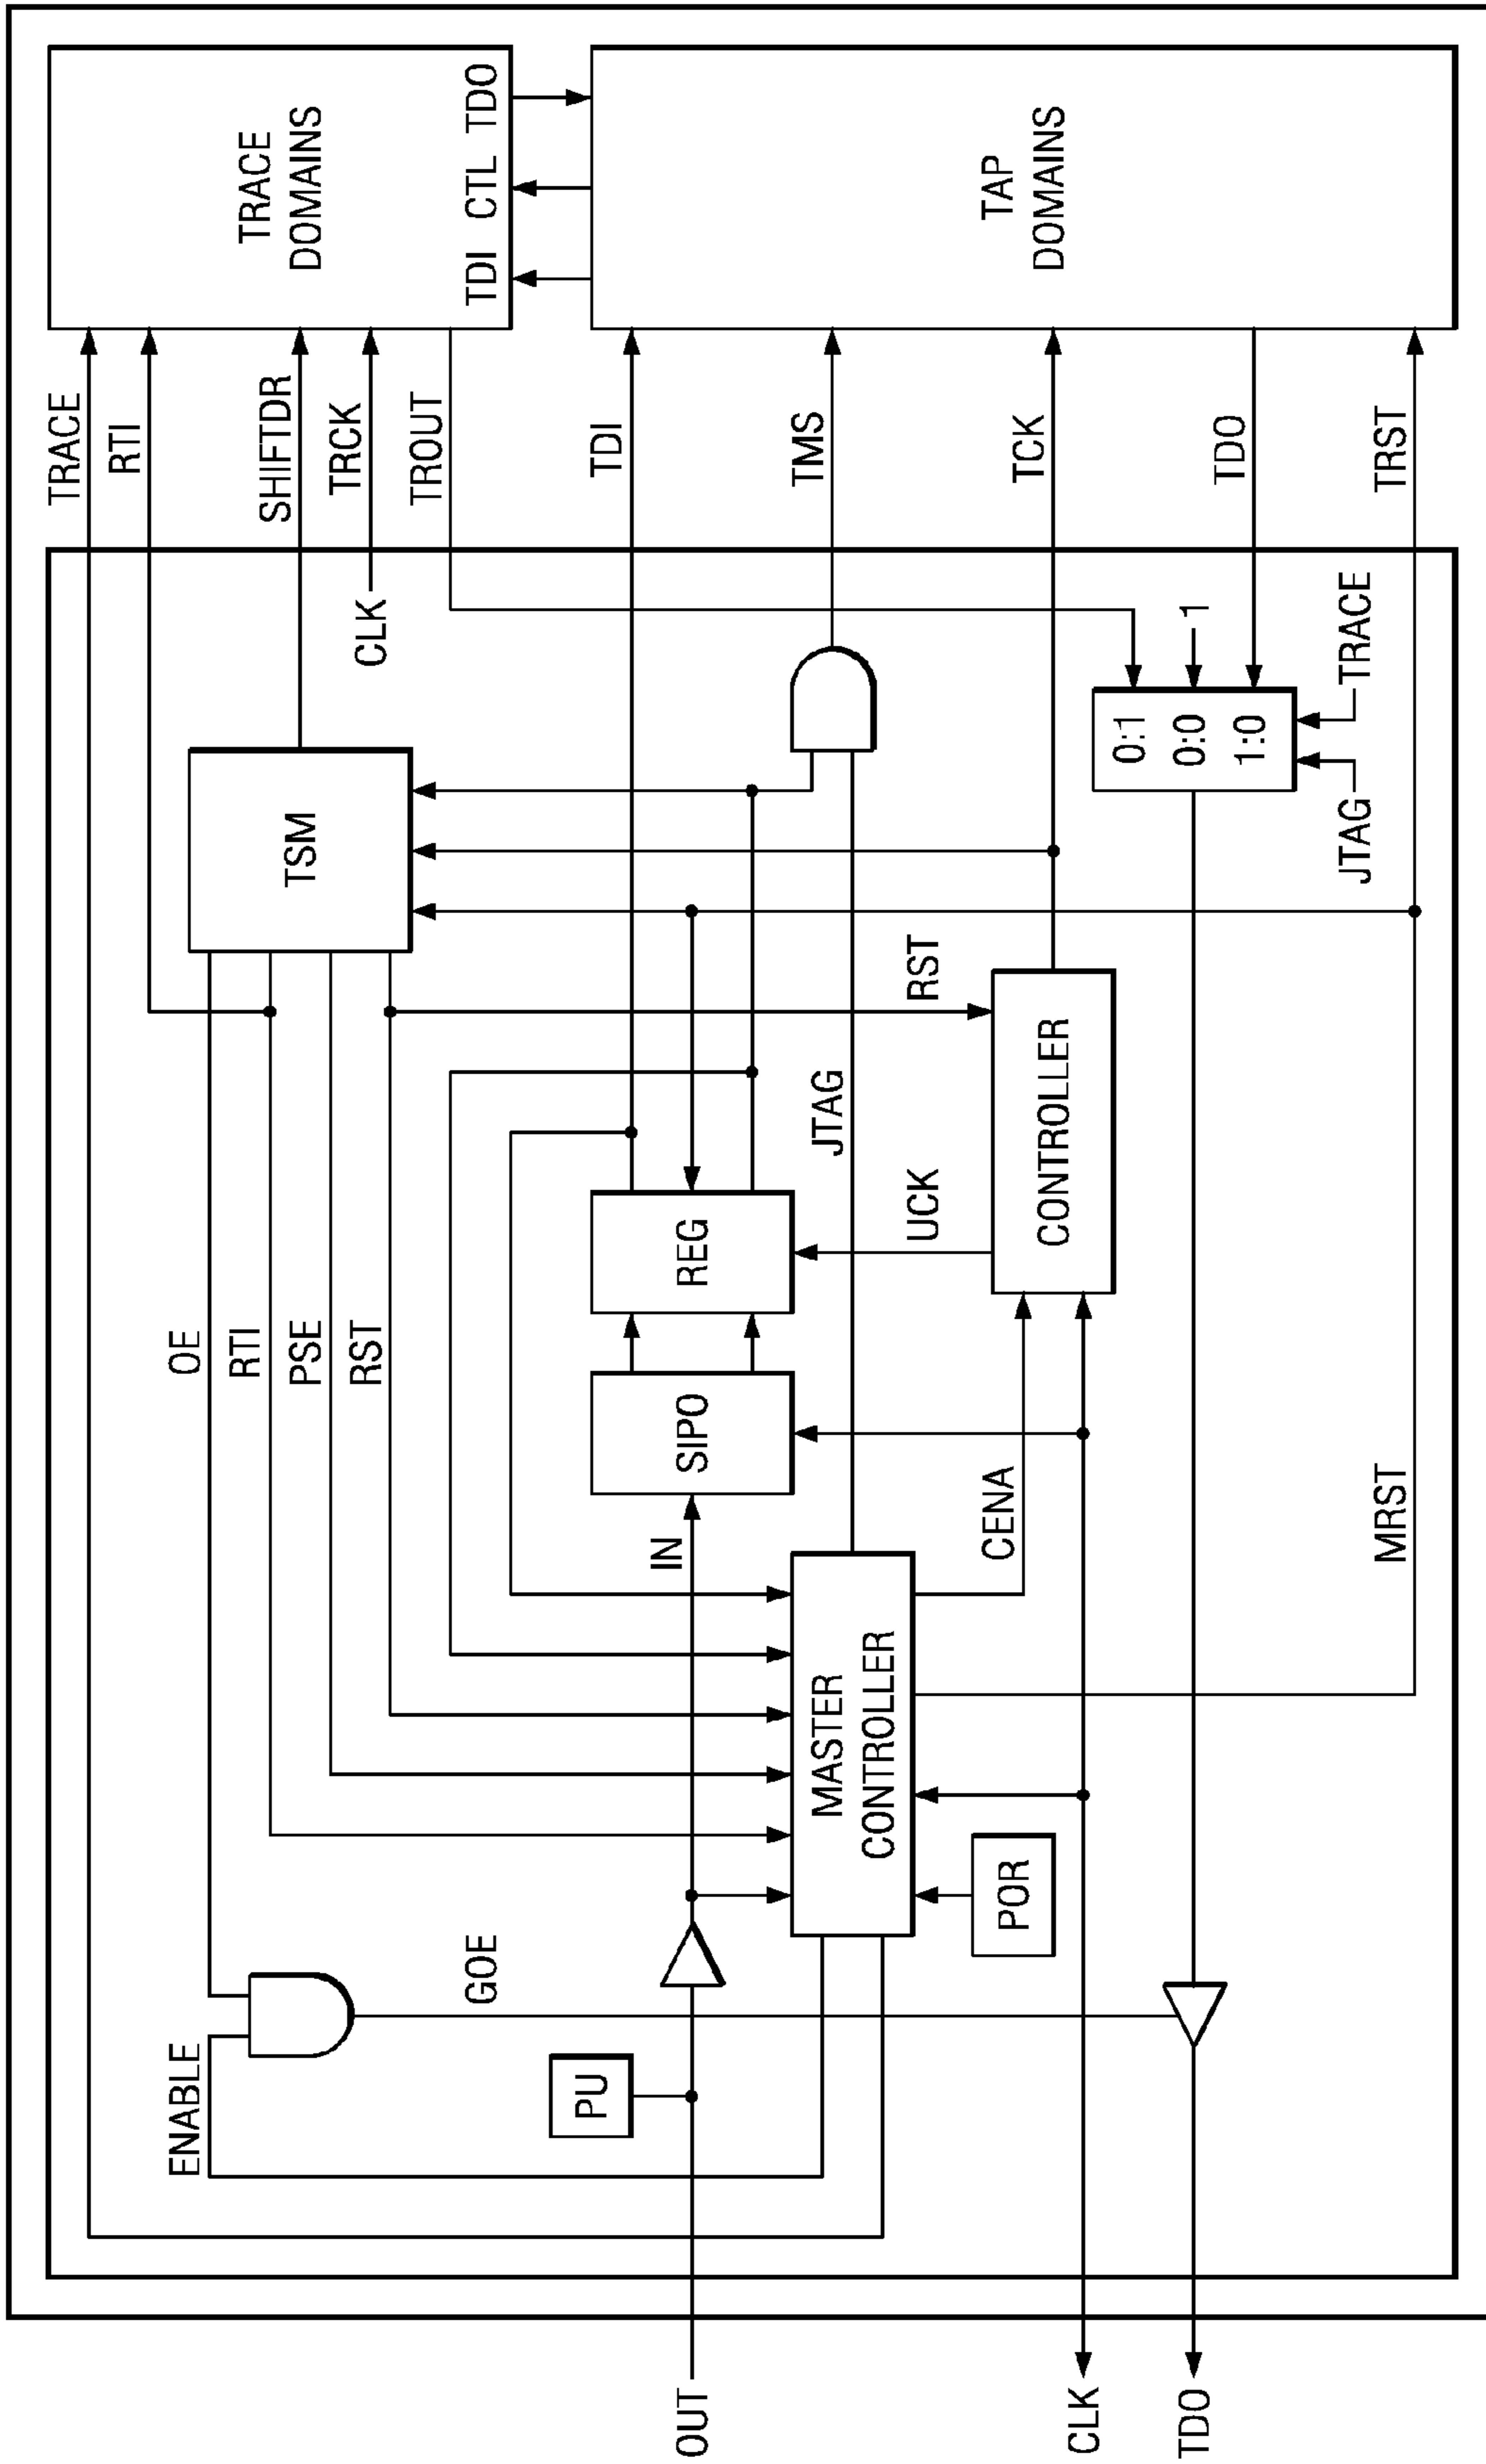 TRACE
DOMAINS
TDI CTL TDO
TAP
DOMAINS
TRACE
RTI
SHIFTDR
TRCK
TROUT
TDI
TMS
TCK
TDO
TRST
CLK
TSM
0:1
0:0
1:0
1
TRACE
JTAG
RST
CONTROLLER
JTAG
UCK
REG
SIPO
OE
RTI
PSE
RST
IN
CENA
MRST
MASTER
CONTROLLER
POR
GOE
ENABLE
PU
OUT
CLK
TDO